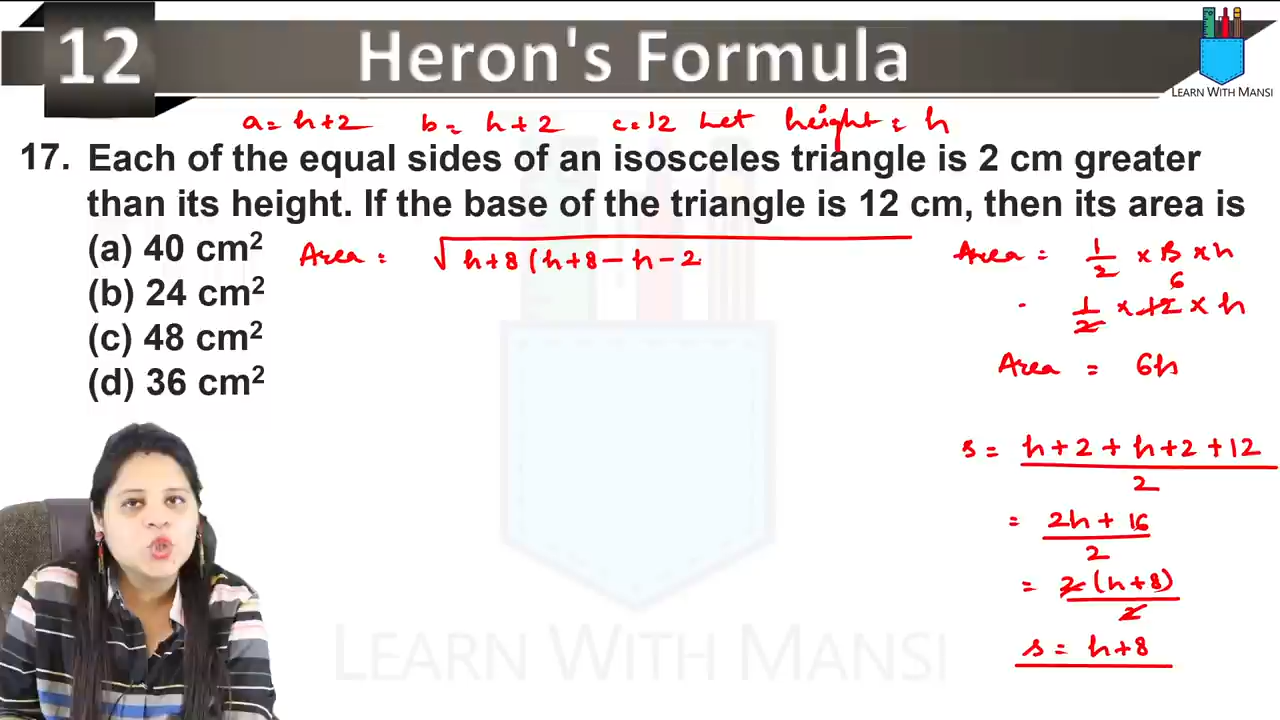 12 Heron's Formula
LEARN WITH MANSI
a = h+2 b = h+2 c = 12 Let height = h
17. Each of the equal sides of an isosceles triangle is 2 cm greater
than its height. If the base of the triangle is 12 cm, then its area is
(a) 40 cm²
(b) 24 cm²
(c) 48 cm²
(d) 36 cm²
Area = √h+8 (h+8-h-2
Area = 1/2 × B × h
= 1/2 × 12 × h
6
Area = 6h
s = h+2+h+2+12 / 2
= 2h+16 / 2
= 2(h+8) / 2
s = h+8
LEARN WITH MANSI